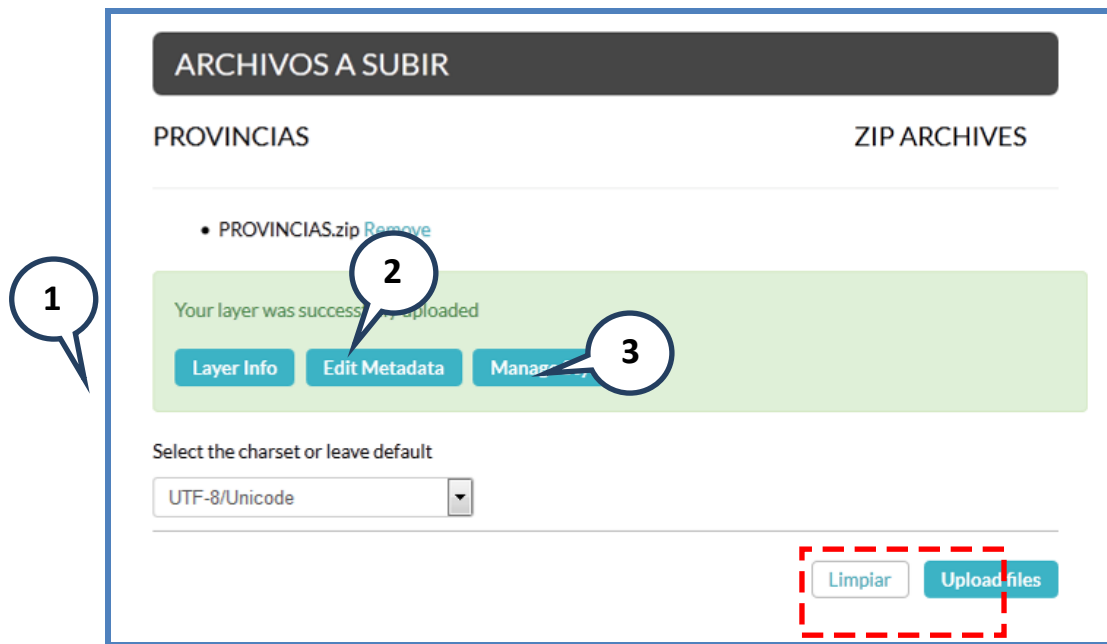 ARCHIVOS A SUBIR
PROVINCIAS ZIP ARCHIVES
• PROVINCIAS.zip Remove
2
1
Your layer was successfully uploaded
3
Layer Info Edit Metadata Manage
Select the charset or leave default
UTF-8/Unicode
Limpiar Upload files